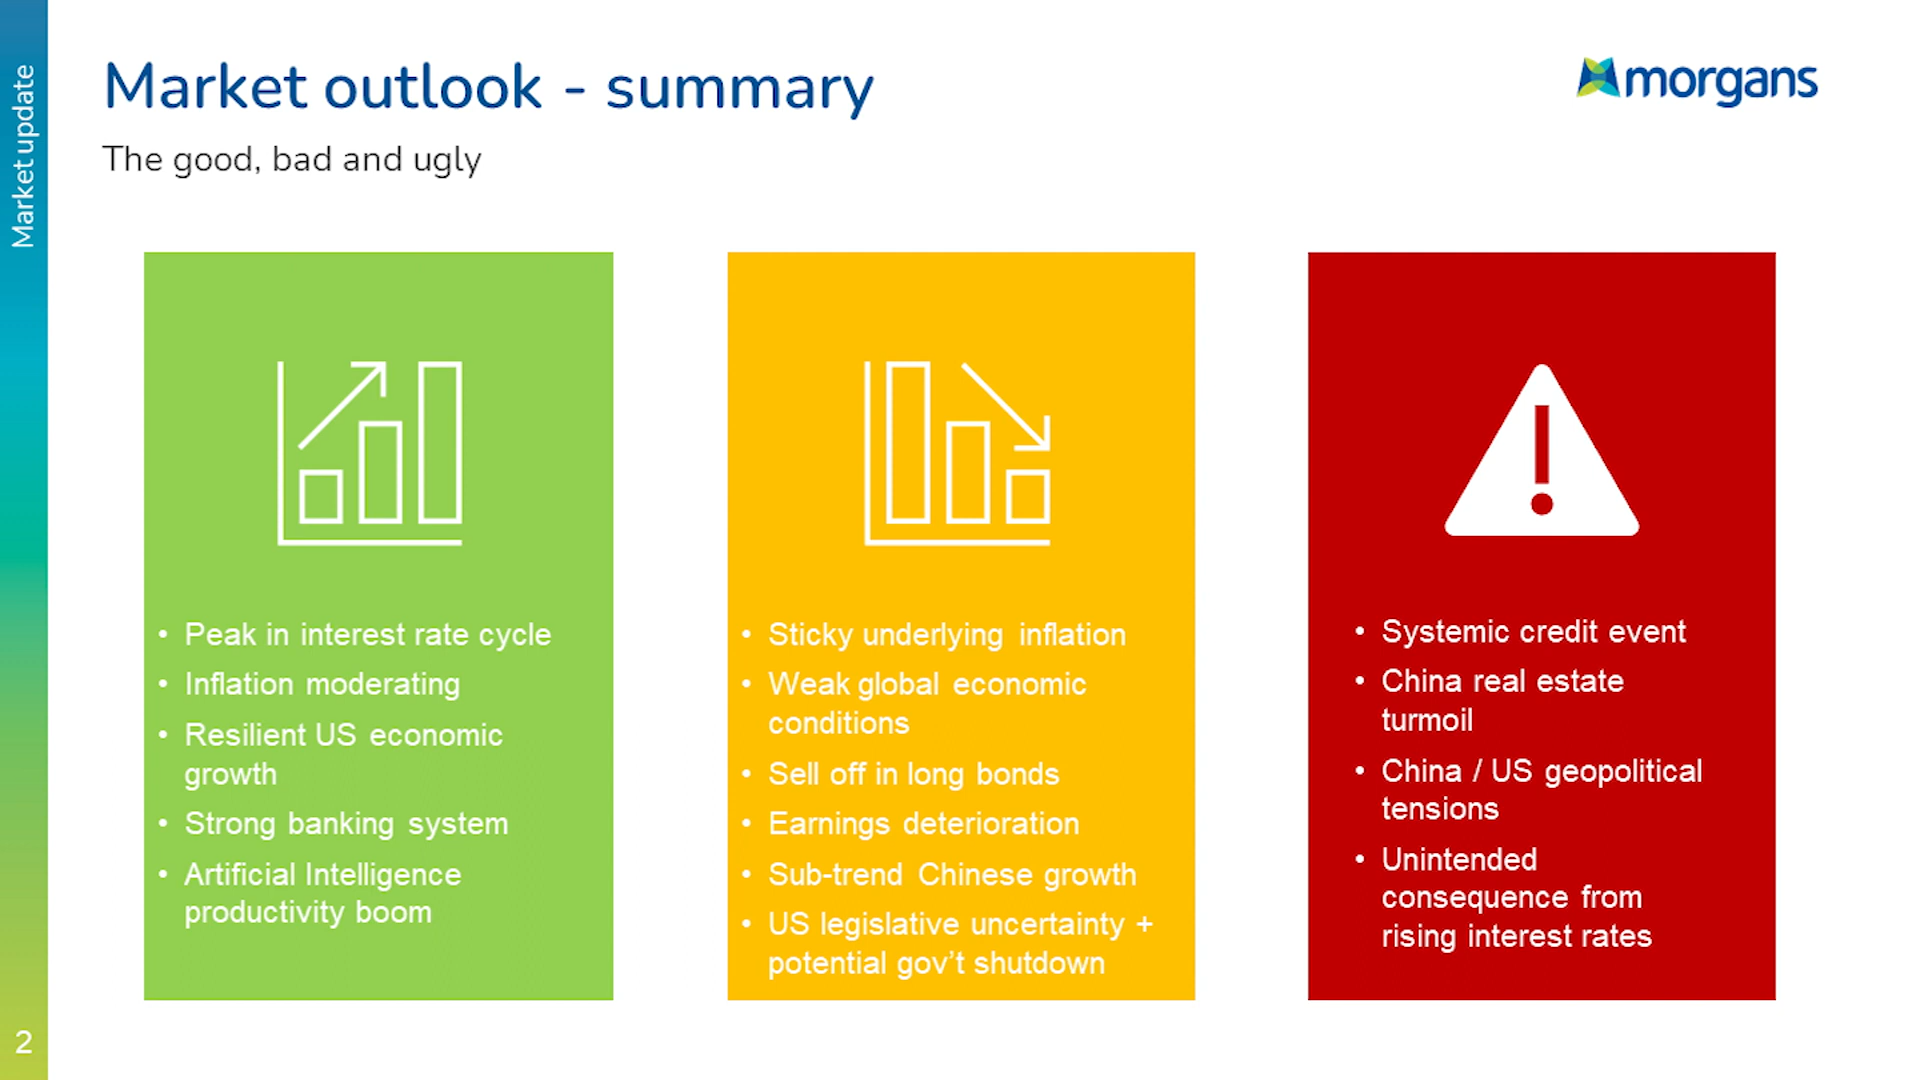 Market update
Market outlook - summary
morgans
The good, bad and ugly
• Peak in interest rate cycle
• Inflation moderating
• Resilient US economic
growth
• Strong banking system
• Artificial Intelligence
productivity boom
• Sticky underlying inflation
• Weak global economic
conditions
• Sell off in long bonds
• Earnings deterioration
• Sub-trend Chinese growth
• US legislative uncertainty +
potential gov’t shutdown
• Systemic credit event
• China real estate
turmoil
• China / US geopolitical
tensions
• Unintended
consequence from
rising interest rates
2